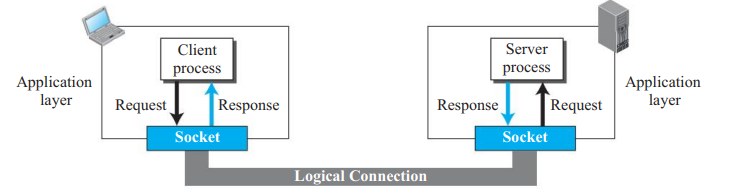 Client
process
Application
layer
Request
Response
Socket
Server
process
Application
layer
Response
Request
Socket
Logical Connection